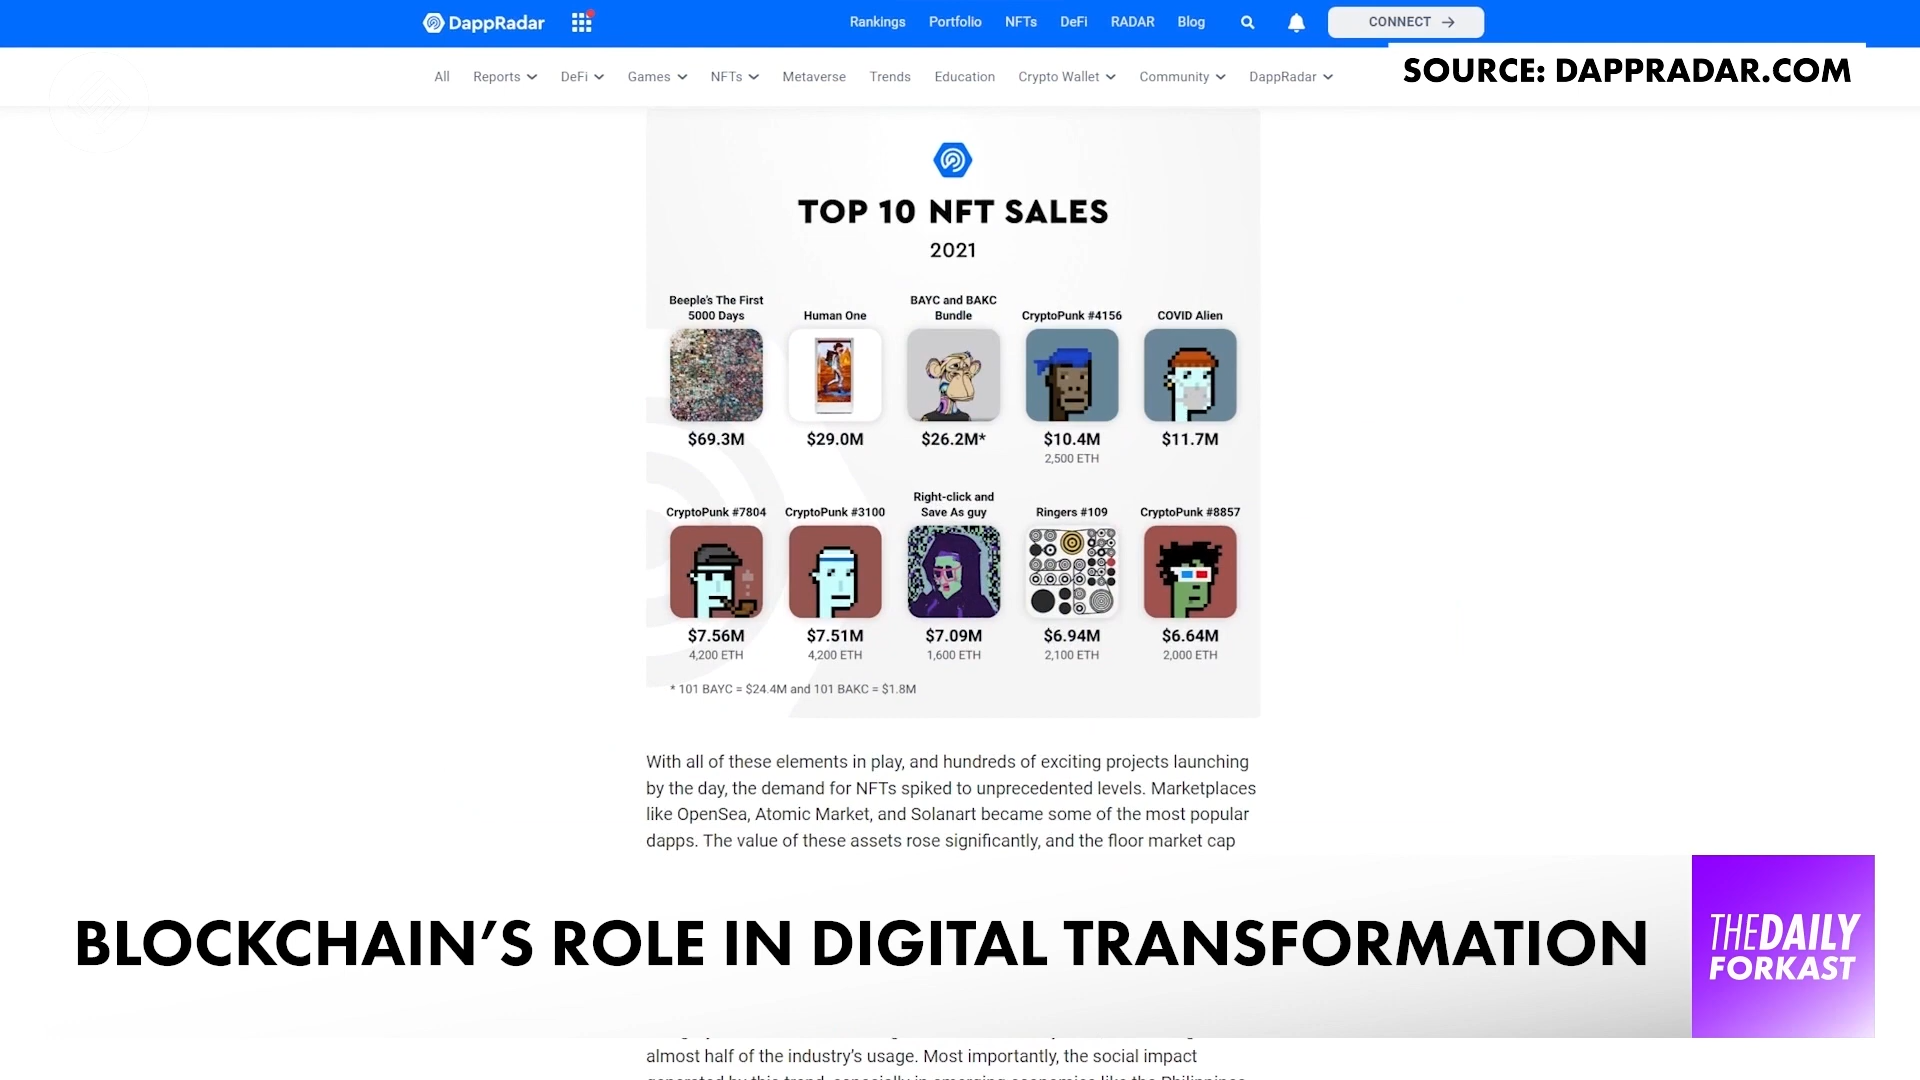 DappRadar
Rankings Portfolio NFTs DeFi RADAR Blog CONNECT
All Reports DeFi Games NFTs Metaverse Trends Education Crypto Wallet Community DappRadar
SOURCE: DAPPRADAR.COM
TOP 10 NFT SALES
2021
Beeple's The First
5000 Days
Human One
BAYC and BAKC
Bundle
CryptoPunk #4156
COVID Alien
$69.3M $29.0M $26.2M* $10.4M $11.7M
2,500 ETH
CryptoPunk #7804
CryptoPunk #3100
Right-click and
Save As guy
Ringers #109
CryptoPunk #8857
$7.56M $7.51M $7.09M $6.94M $6.64M
4,200 ETH 4,200 ETH 1,600 ETH 2,100 ETH 2,000 ETH
* 101 BAYC = $24.4M and 101 BAKC = $1.8M
With all of these elements in play, and hundreds of exciting projects launching
by the day, the demand for NFTs spiked to unprecedented levels. Marketplaces
like OpenSea, Atomic Market, and Solanart became some of the most popular
dapps. The value of these assets rose significantly, and the floor market cap
BLOCKCHAIN'S ROLE IN DIGITAL TRANSFORMATION
THE DAILY
FORKAST
almost half of the industry's usage. Most importantly, the social impact